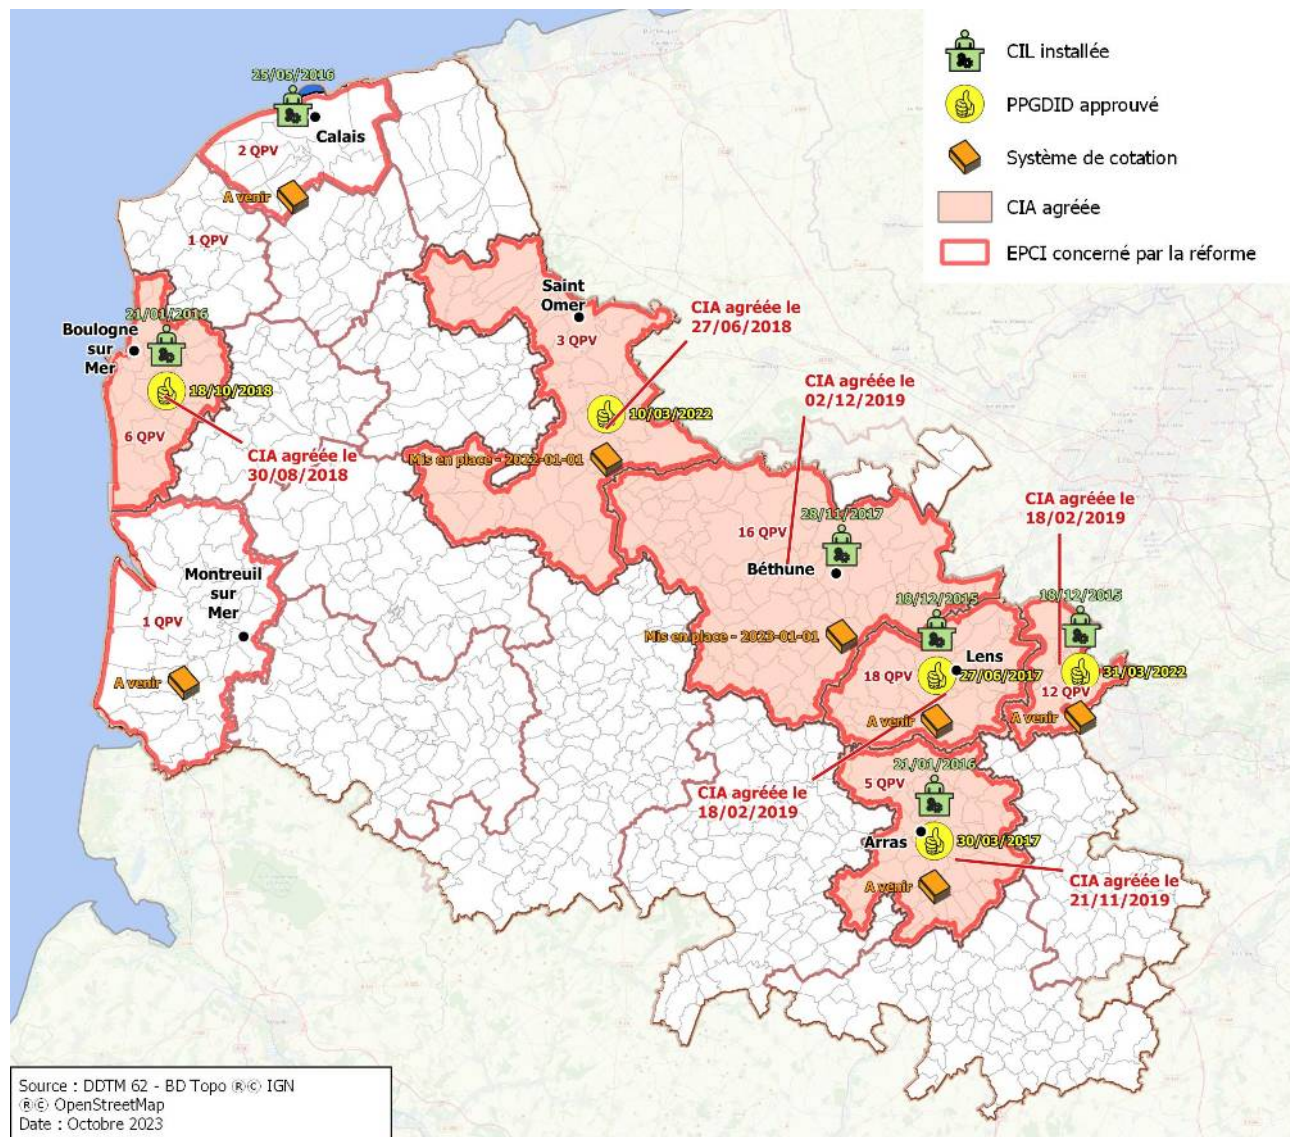 CIL installée
PPGDID approuvé
Système de cotation
CIA agréée
EPCI concerné par la réforme
25/05/2016
Calais
2 QPV
A venir
1 QPV
21/01/2016
Boulogne
sur
Mer
18/10/2018
6 QPV
CIA agréée le
30/08/2018
Saint
Omer
3 QPV
CIA agréée le
27/06/2018
10/03/2022
Mis en place - 2022-01-01
CIA agréée le
02/12/2019
16 QPV
28/11/2017
Béthune
Mis en place - 2023-01-01
CIA agréée le
18/02/2019
18/12/2015
Lens
18 QPV
27/06/2017
A venir
18/12/2015
31/03/2022
12 QPV
A venir
Montreuil
sur
Mer
1 QPV
A venir
CIA agréée le
18/02/2019
21/01/2016
5 QPV
Arras
30/03/2017
A venir
CIA agréée le
21/11/2019
Source : DDTM 62 - BD Topo ®© IGN
®© OpenStreetMap
Date : Octobre 2023